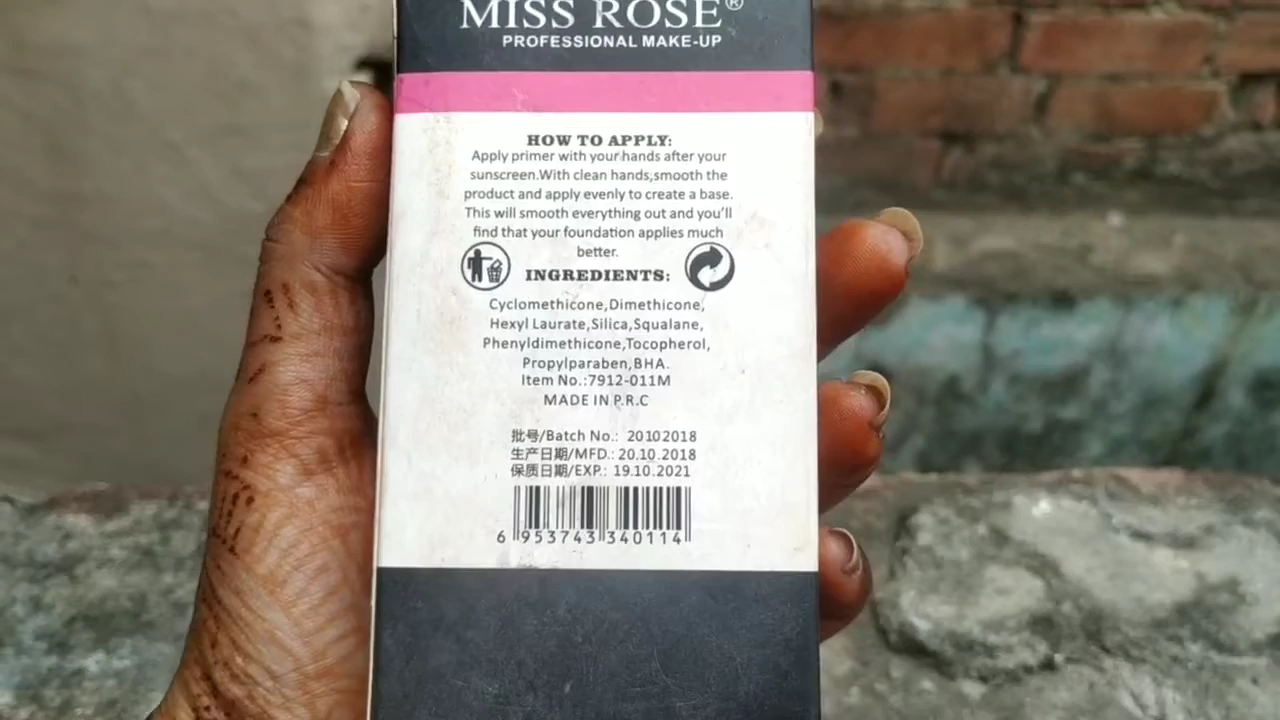 MISS ROSE®
PROFESSIONAL MAKE-UP
HOW TO APPLY:
Apply primer with your hands after your
sunscreen.With clean hands,smooth the
product and apply evenly to create a base.
This will smooth everything out and you'll
find that your foundation applies much
better.
INGREDIENTS:
Cyclomethicone,Dimethicone,
Hexyl Laurate,Silica,Squalane,
Phenyldimethicone,Tocopherol,
Propylparaben,BHA.
Item No.:7912-011M
MADE IN P.R.C
批号/Batch No.: 20102018
生产日期/MFD.: 20.10.2018
保质日期/EXP.: 19.10.2021
6 953743 340114